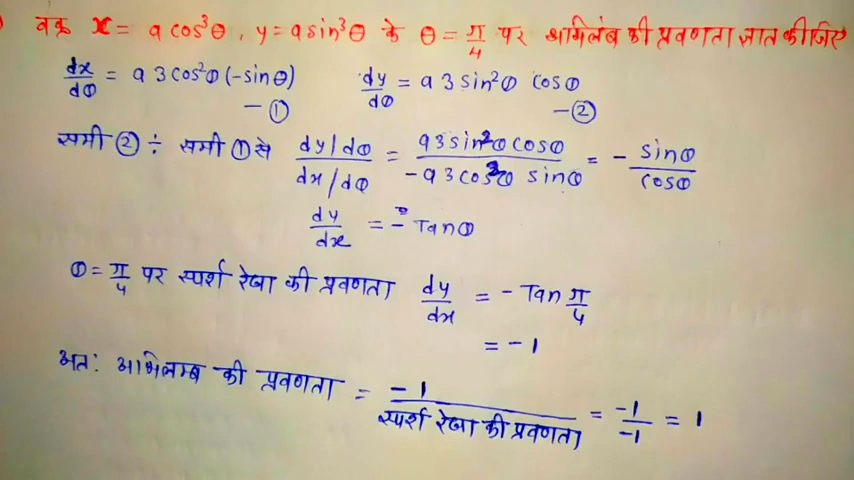 वक्र x = a cos³θ, y = a sin³θ के θ = π/4 पर अभिलंब की प्रवणता ज्ञात कीजिए
dx/dθ = a 3 cos²θ (-sinθ) — ① dy/dθ = a 3 sin²θ cosθ — ②
समी ② ÷ समी ① से (dy/dθ)/(dx/dθ) = (a3 sin²θ cosθ)/(-a3 cos²θ sinθ) = - sinθ/cosθ
dy/dx = - Tanθ
θ = π/4 पर स्पर्श रेखा की प्रवणता dy/dx = - Tan π/4
= -1
अत: अभिलम्ब की प्रवणता = -1/स्पर्श रेखा की प्रवणता = -1/-1 = 1